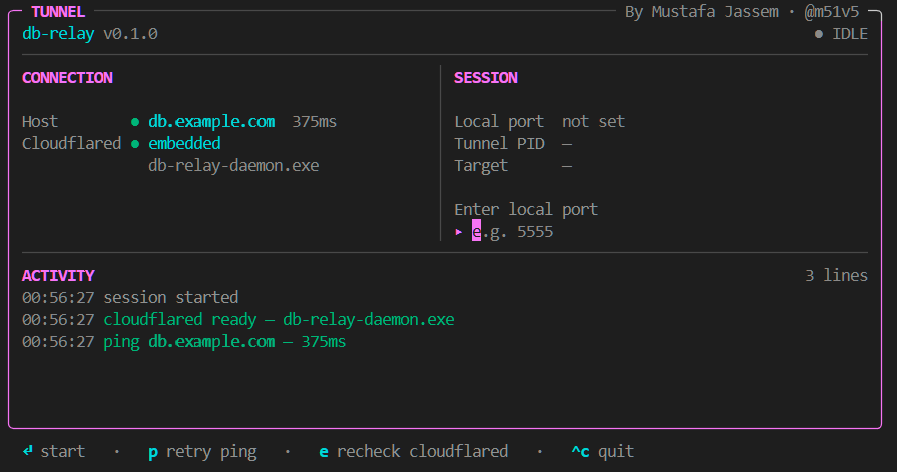 TUNNEL
By Mustafa Jassem · @m51v5
db-relay v0.1.0
● IDLE
CONNECTION
Host ● db.example.com 375ms
Cloudflared ● embedded
db-relay-daemon.exe
SESSION
Local port not set
Tunnel PID —
Target —
Enter local port
▸ e.g. 5555
ACTIVITY
3 lines
00:56:27 session started
00:56:27 cloudflared ready — db-relay-daemon.exe
00:56:27 ping db.example.com — 375ms
↲ start · p retry ping · e recheck cloudflared · ^c quit